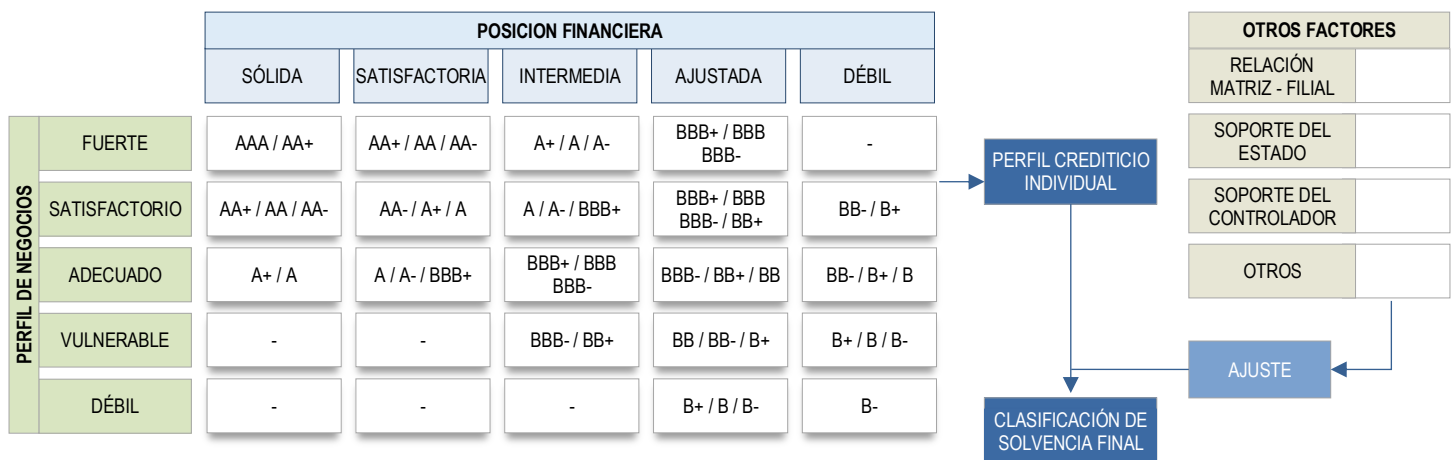 POSICION FINANCIERA
SÓLIDA
SATISFACTORIA
INTERMEDIA
AJUSTADA
DÉBIL
PERFIL DE NEGOCIOS
FUERTE
AAA / AA+
AA+ / AA / AA-
A+ / A / A-
BBB+ / BBB
BBB-
-
SATISFACTORIO
AA+ / AA / AA-
AA- / A+ / A
A / A- / BBB+
BBB+ / BBB
BBB- / BB+
BB- / B+
ADECUADO
A+ / A
A / A- / BBB+
BBB+ / BBB
BBB-
BBB- / BB+ / BB
BB- / B+ / B
VULNERABLE
-
-
BBB- / BB+
BB / BB- / B+
B+ / B / B-
DÉBIL
-
-
-
B+ / B / B-
B-
PERFIL CREDITICIO
INDIVIDUAL
CLASIFICACIÓN DE
SOLVENCIA FINAL
OTROS FACTORES
RELACIÓN
MATRIZ - FILIAL
SOPORTE DEL
ESTADO
SOPORTE DEL
CONTROLADOR
OTROS
AJUSTE